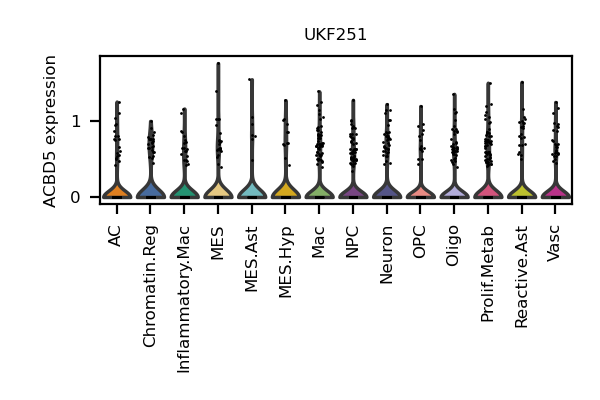 UKF251
ACBD5 expression
1
0
AC
Chromatin.Reg
Inflammatory.Mac
MES
MES.Ast
MES.Hyp
Mac
NPC
Neuron
OPC
Oligo
Prolif.Metab
Reactive.Ast
Vasc